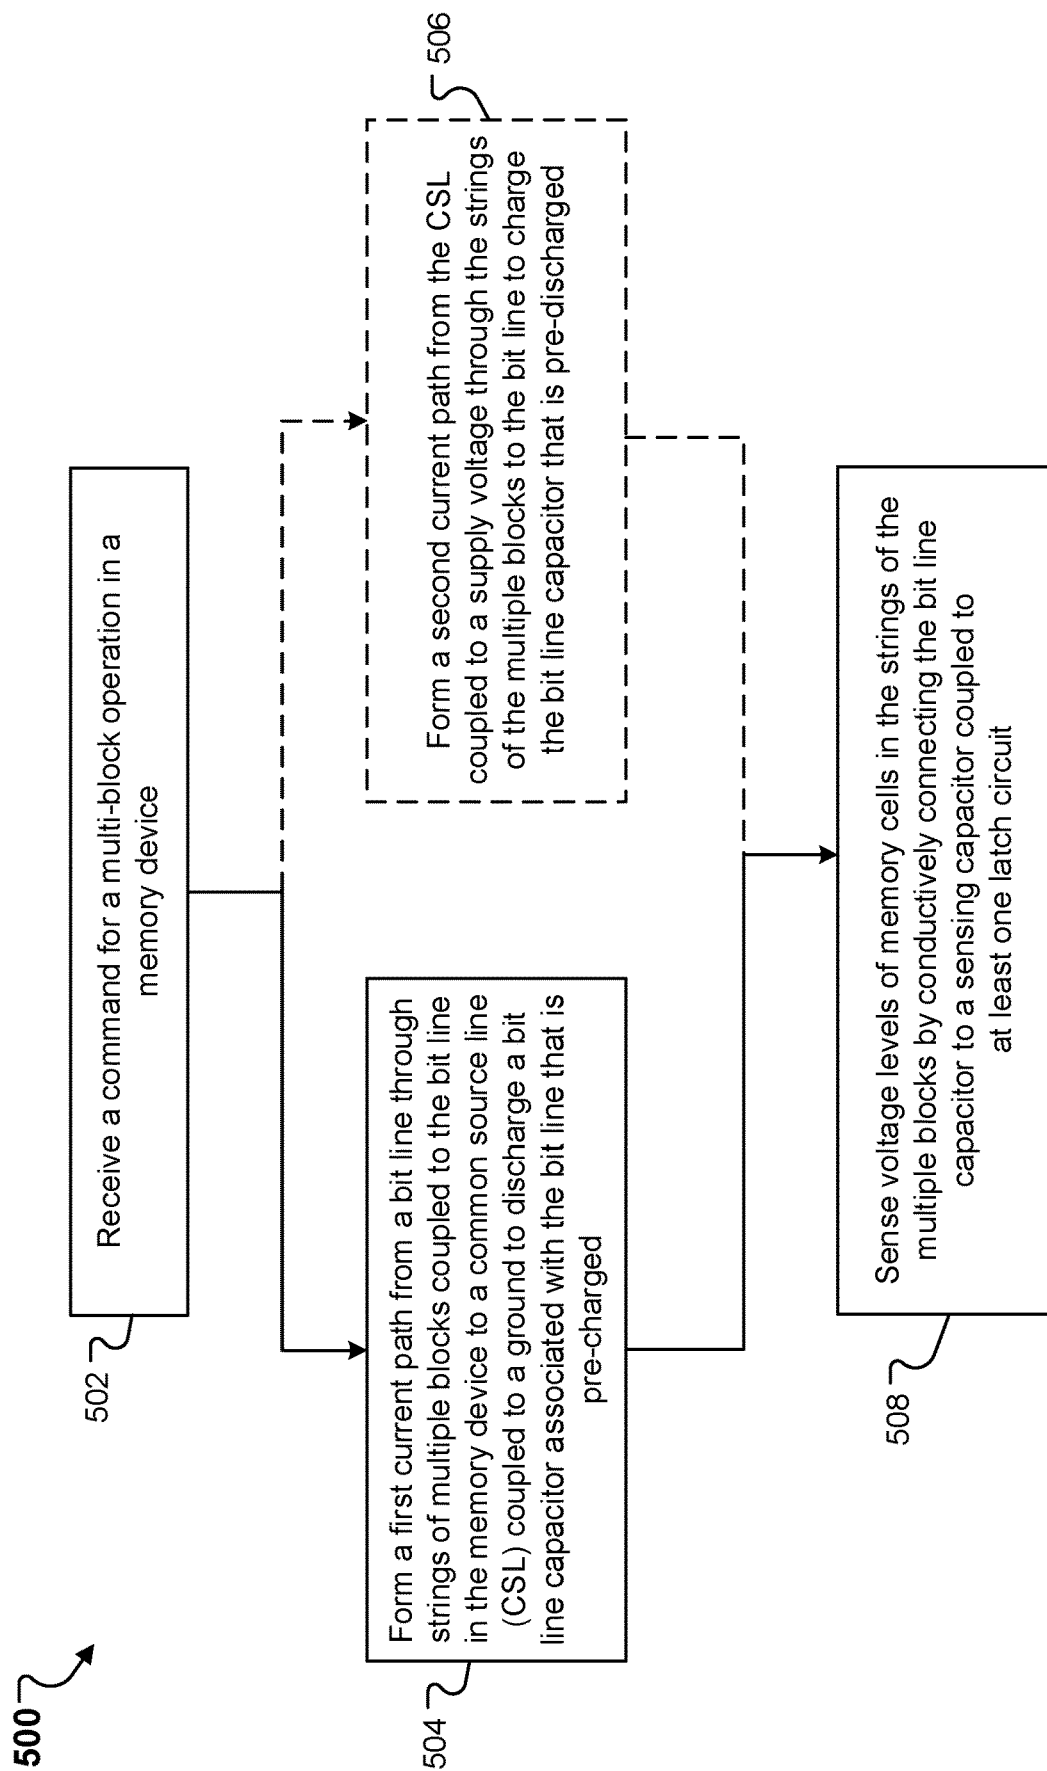 500
502
Receive a command for a multi-block operation in a
memory device
504
Form a first current path from a bit line through
strings of multiple blocks coupled to the bit line
in the memory device to a common source line
(CSL) coupled to a ground to discharge a bit
line capacitor associated with the bit line that is
pre-charged
506
Form a second current path from the CSL
coupled to a supply voltage through the strings
of the multiple blocks to the bit line to charge
the bit line capacitor that is pre-discharged
508
Sense voltage levels of memory cells in the strings of the
multiple blocks by conductively connecting the bit line
capacitor to a sensing capacitor coupled to
at least one latch circuit